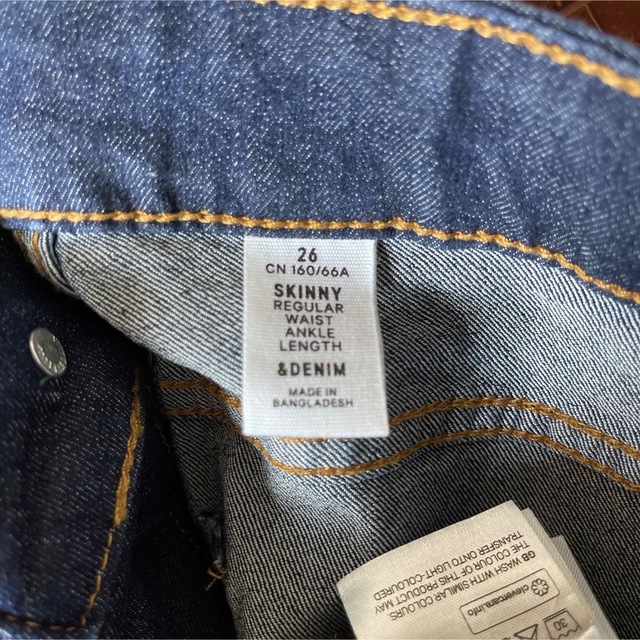 26
CN 160/66A
SKINNY
REGULAR
WAIST
ANKLE
LENGTH
&DENIM
MADE IN
BANGLADESH
GB WASH WITH SIMILAR COLOURS.
THE COLOUR OF THIS PRODUCT MAY
TRANSFER ONTO LIGHT-COLOURED
clevercare.info
30